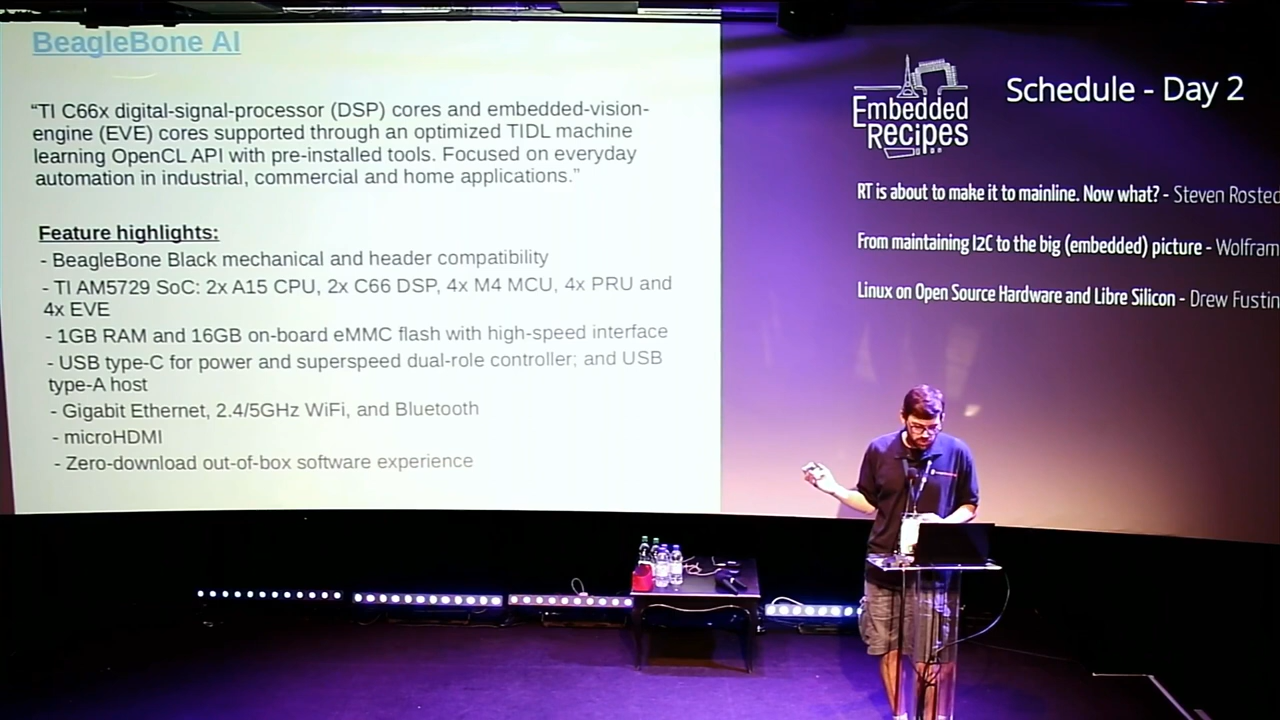 BeagleBone AI
“TI C66x digital-signal-processor (DSP) cores and embedded-vision-
engine (EVE) cores supported through an optimized TIDL machine
learning OpenCL API with pre-installed tools. Focused on everyday
automation in industrial, commercial and home applications.”
Feature highlights:
- BeagleBone Black mechanical and header compatibility
- TI AM5729 SoC: 2x A15 CPU, 2x C66 DSP, 4x M4 MCU, 4x PRU and
4x EVE
- 1GB RAM and 16GB on-board eMMC flash with high-speed interface
- USB type-C for power and superspeed dual-role controller; and USB
type-A host
- Gigabit Ethernet, 2.4/5GHz WiFi, and Bluetooth
- microHDMI
- Zero-download out-of-box software experience
Embedded
Recipes
Schedule - Day 2
RT is about to make it to mainline. Now what? - Steven Rosted
From maintaining I2C to the big (embedded) picture - Wolfram
Linux on Open Source Hardware and Libre Silicon - Drew Fustin